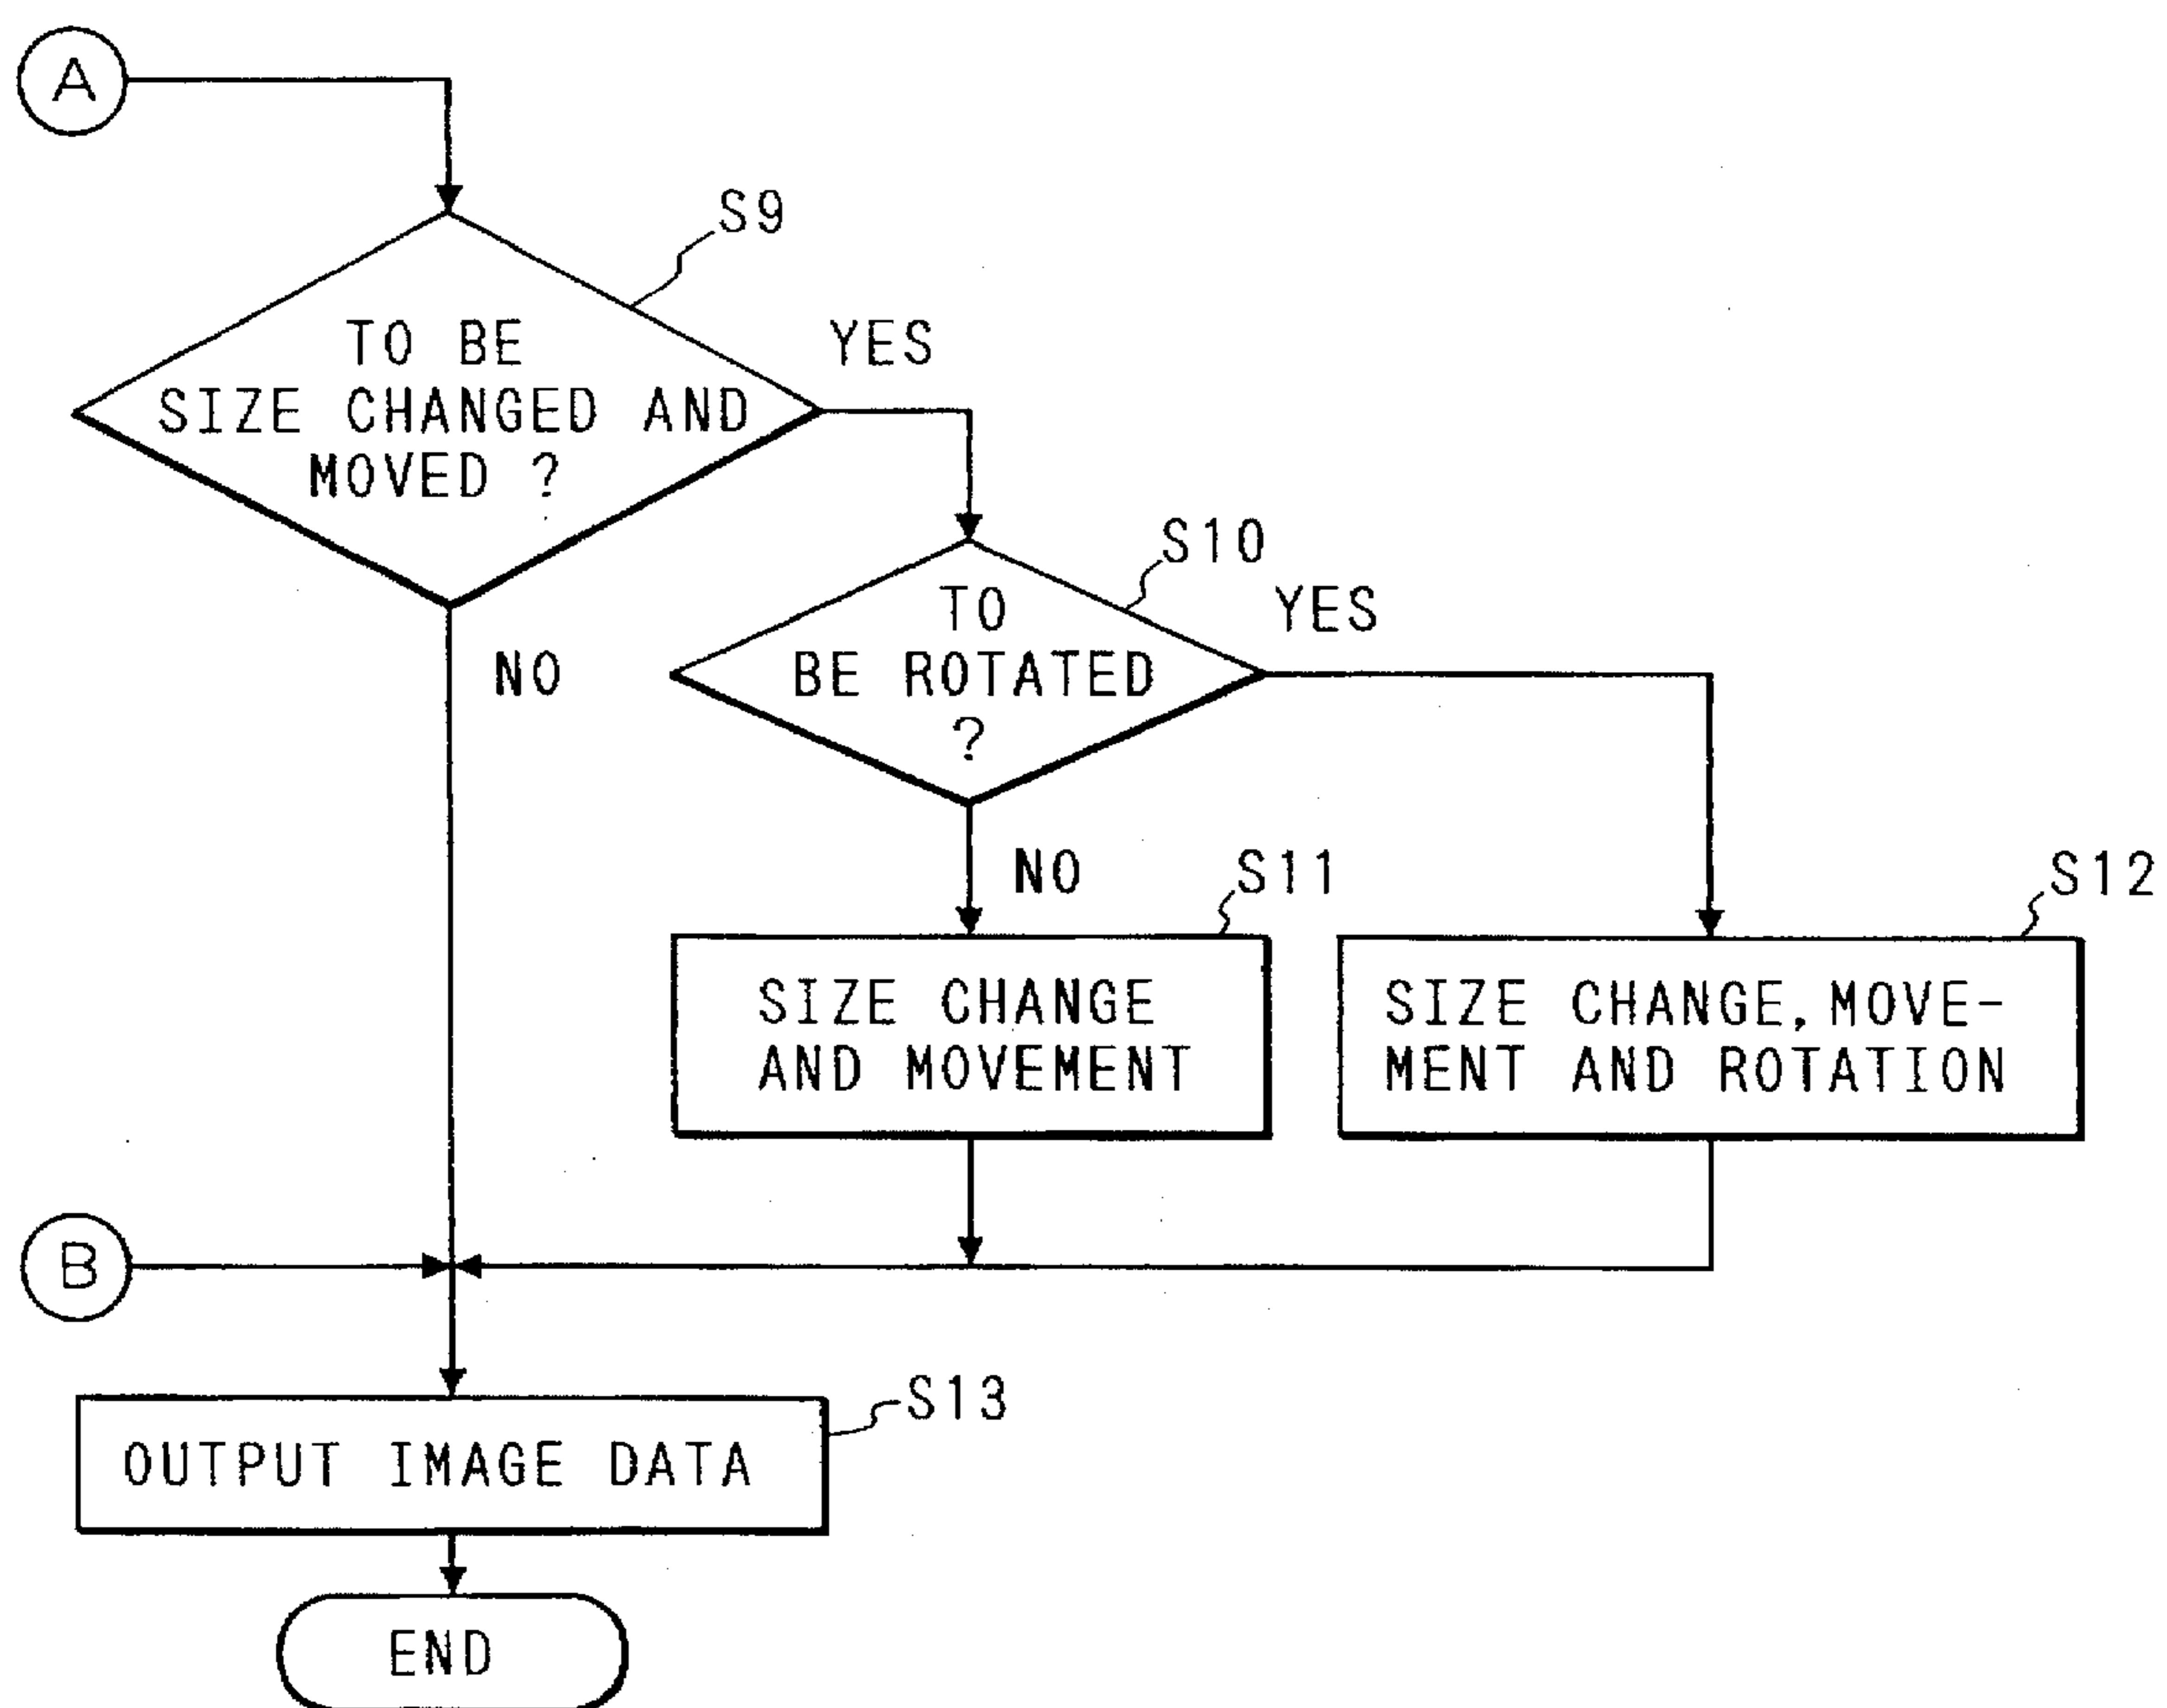 A
S9
TO BE
SIZE CHANGED AND
MOVED ?
YES
NO
S10
TO
BE ROTATED
?
YES
NO
S11
SIZE CHANGE
AND MOVEMENT
S12
SIZE CHANGE, MOVE-
MENT AND ROTATION
B
S13
OUTPUT IMAGE DATA
END